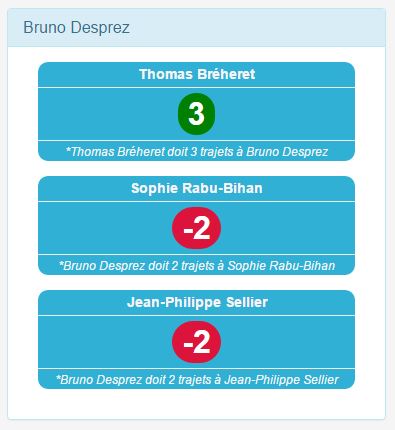 Bruno Desprez
Thomas Bréheret
3
*Thomas Bréheret doit 3 trajets à Bruno Desprez
Sophie Rabu-Bihan
-2
*Bruno Desprez doit 2 trajets à Sophie Rabu-Bihan
Jean-Philippe Sellier
-2
*Bruno Desprez doit 2 trajets à Jean-Philippe Sellier